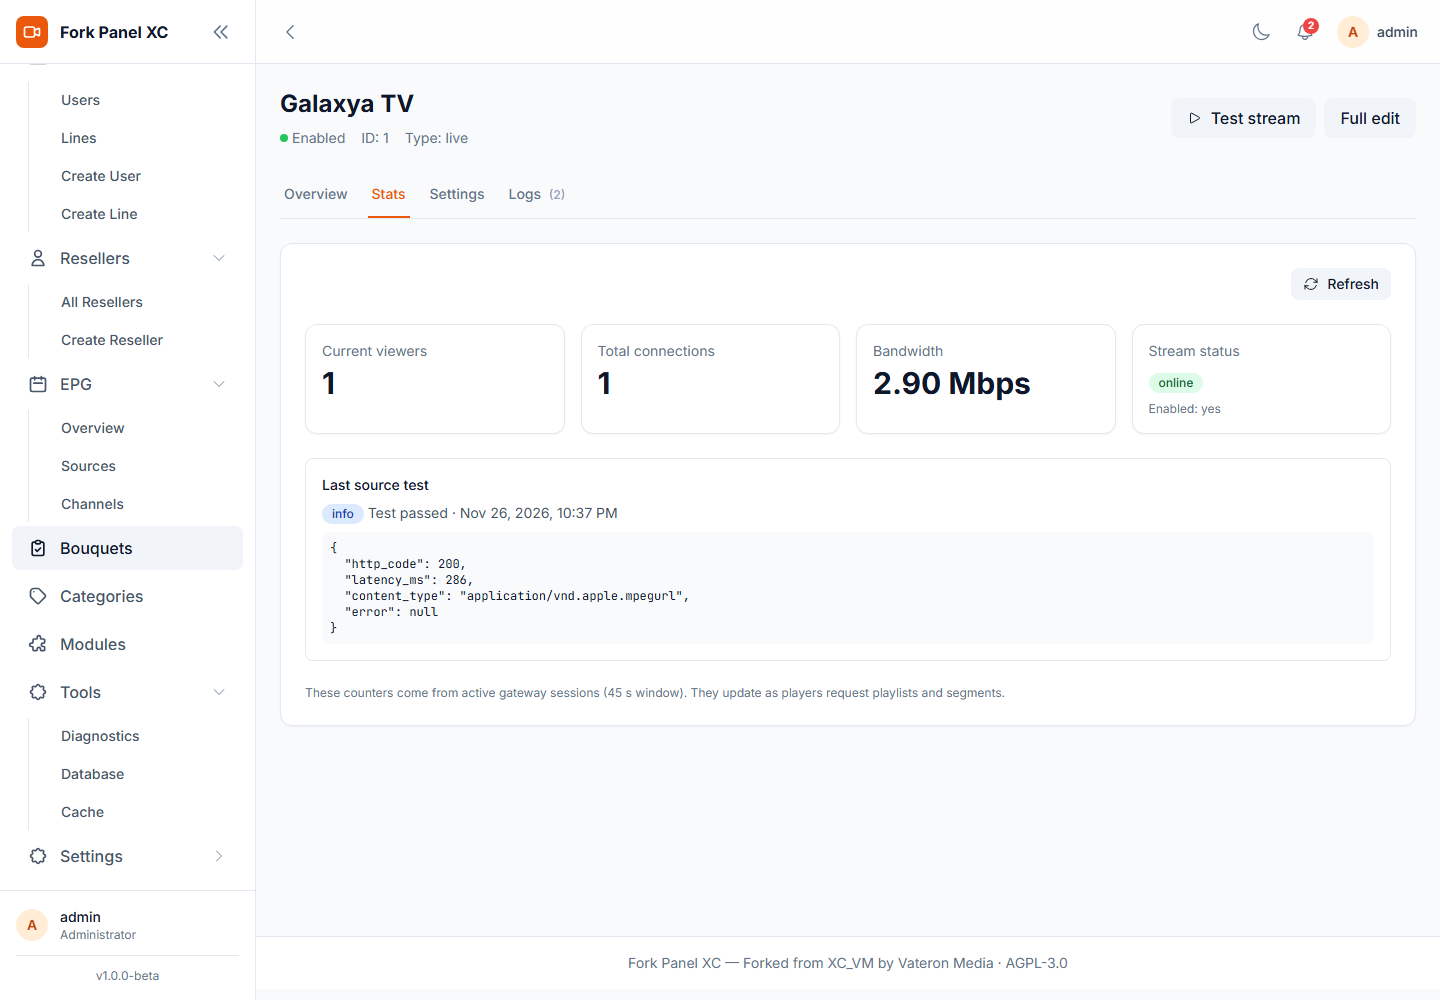 Fork Panel XC
2
A
admin
Users
Lines
Create User
Create Line
Resellers
All Resellers
Create Reseller
EPG
Overview
Sources
Channels
Bouquets
Categories
Modules
Tools
Diagnostics
Database
Cache
Settings
A
admin
Administrator
v1.0.0-beta
Galaxya TV
Enabled ID: 1 Type: live
Test stream
Full edit
Overview Stats Settings Logs (2)
Refresh
Current viewers
1
Total connections
1
Bandwidth
2.90 Mbps
Stream status
online
Enabled: yes
Last source test
info Test passed · Nov 26, 2026, 10:37 PM
{
"http_code": 200,
"latency_ms": 286,
"content_type": "application/vnd.apple.mpegurl",
"error": null
}
These counters come from active gateway sessions (45 s window). They update as players request playlists and segments.
Fork Panel XC — Forked from XC_VM by Vateron Media · AGPL-3.0